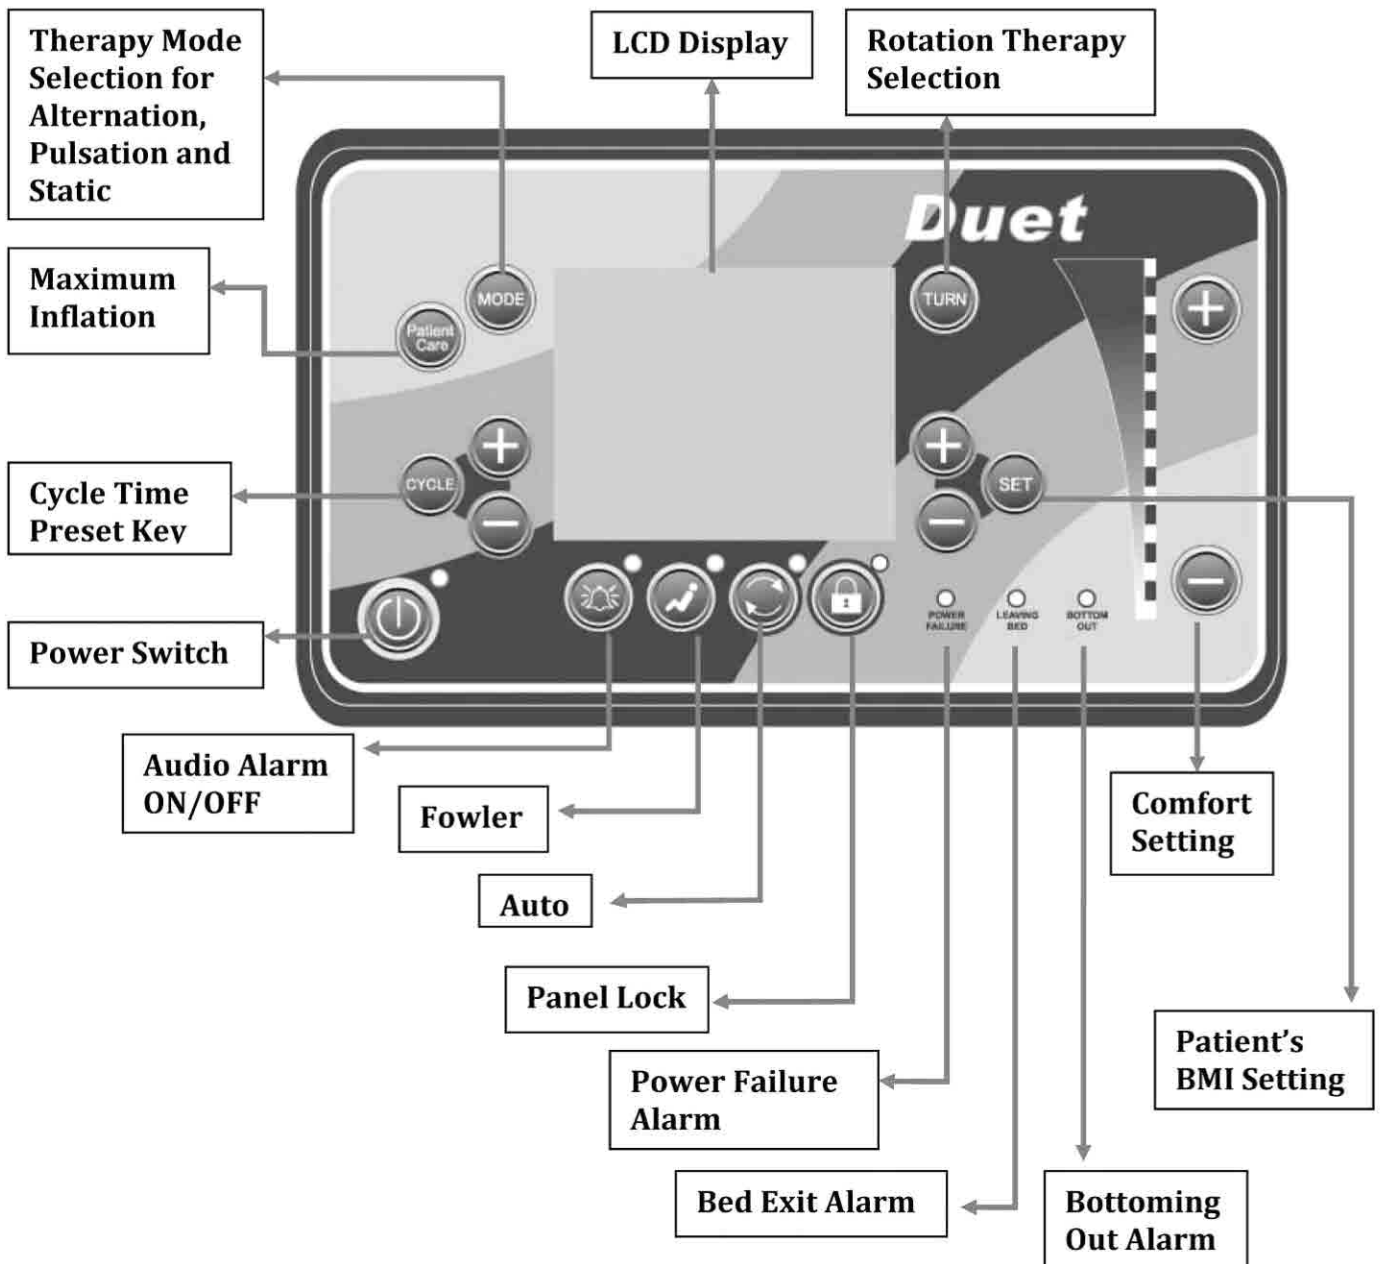 Therapy Mode
Selection for
Alternation,
Pulsation and
Static
LCD Display
Rotation Therapy
Selection
Duet
Maximum
Inflation
MODE
Patient
Care
TURN
Cycle Time
Preset Key
CYCLE
SET
Power Switch
POWER
FAILURE
LEAVING
BED
BOTTOM
OUT
Audio Alarm
ON/OFF
Fowler
Auto
Panel Lock
Comfort
Setting
Power Failure
Alarm
Patient's
BMI Setting
Bed Exit Alarm
Bottoming
Out Alarm